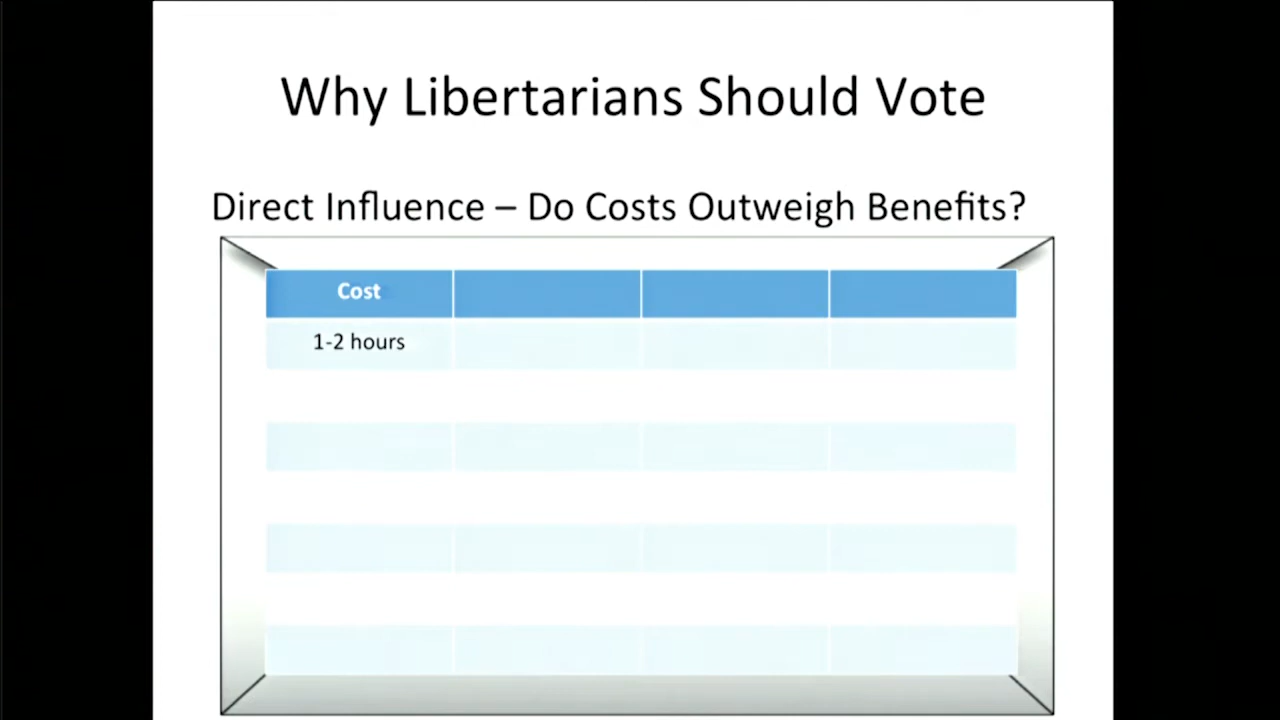 Why Libertarians Should Vote
Direct Influence – Do Costs Outweigh Benefits?
Cost
1-2 hours